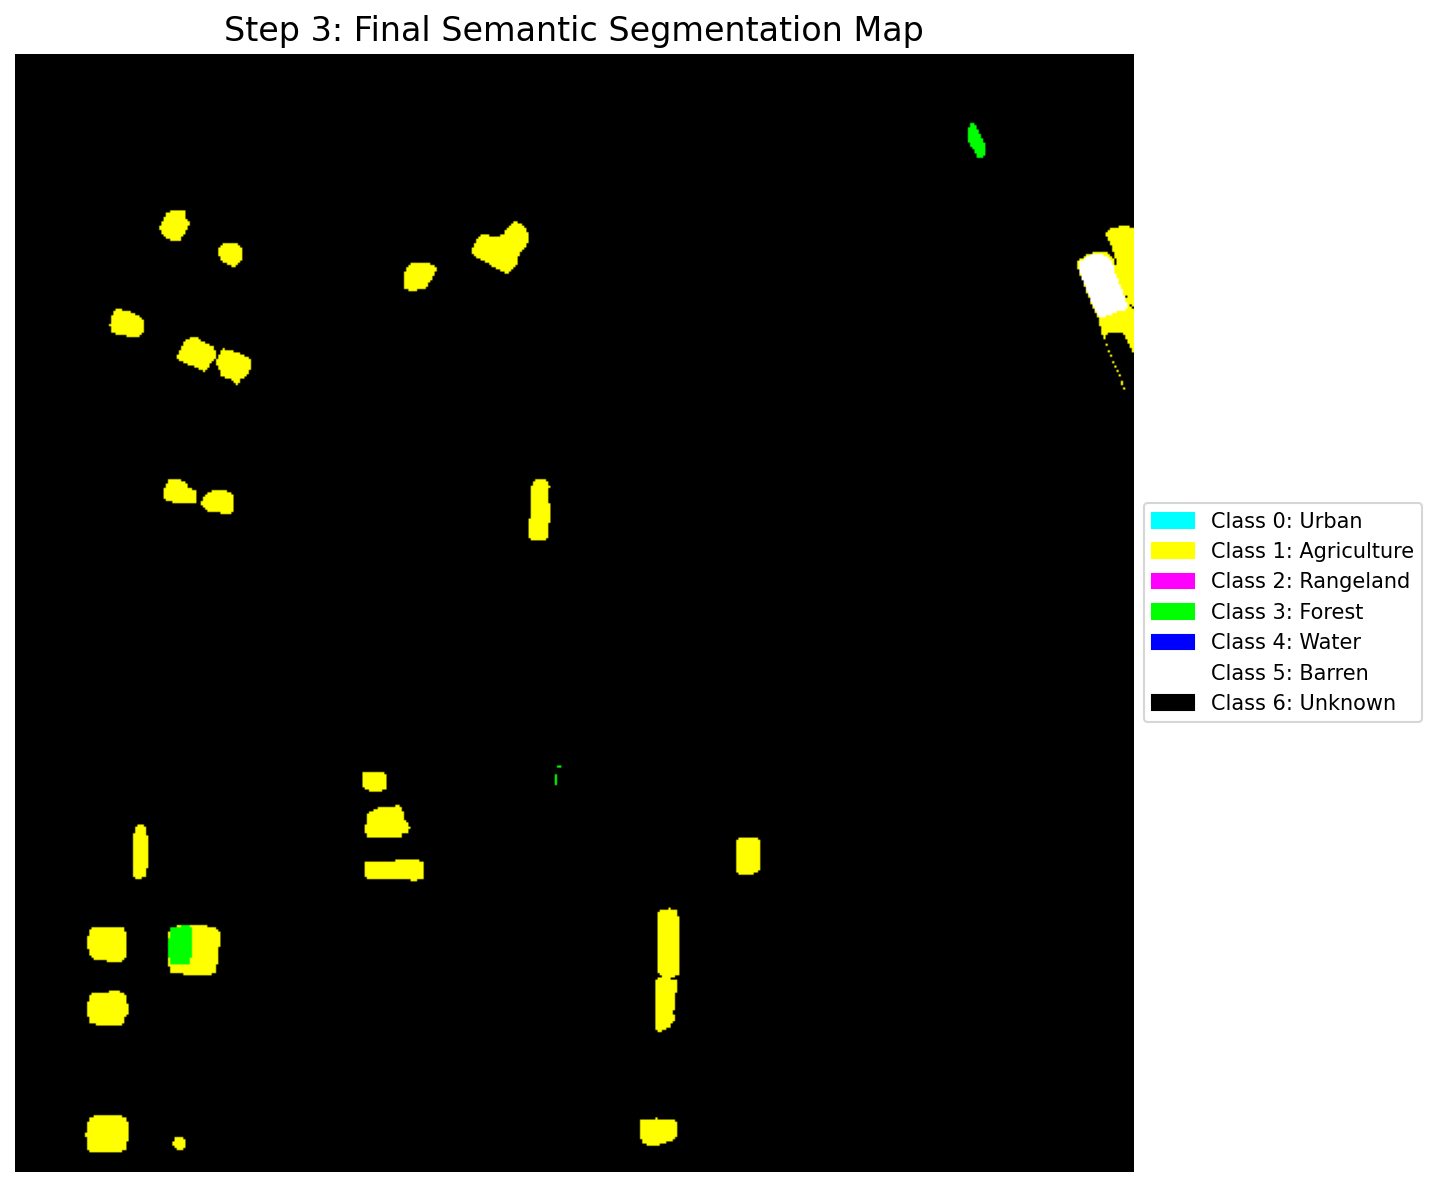 Step 3: Final Semantic Segmentation Map
Class 0: Urban
Class 1: Agriculture
Class 2: Rangeland
Class 3: Forest
Class 4: Water
Class 5: Barren
Class 6: Unknown